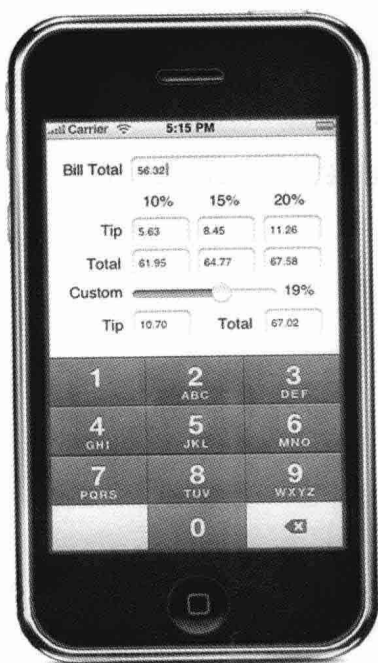 Carrier 5:15 PM
Bill Total 56.32
10% 15% 20%
Tip 5.63 8.45 11.26
Total 61.95 64.77 67.58
Custom 19%
Tip 10.70 Total 67.02
1 2 3
ABC DEF
4 5 6
GHI JKL MNO
7 8 9
PQRS TUV WXYZ
0